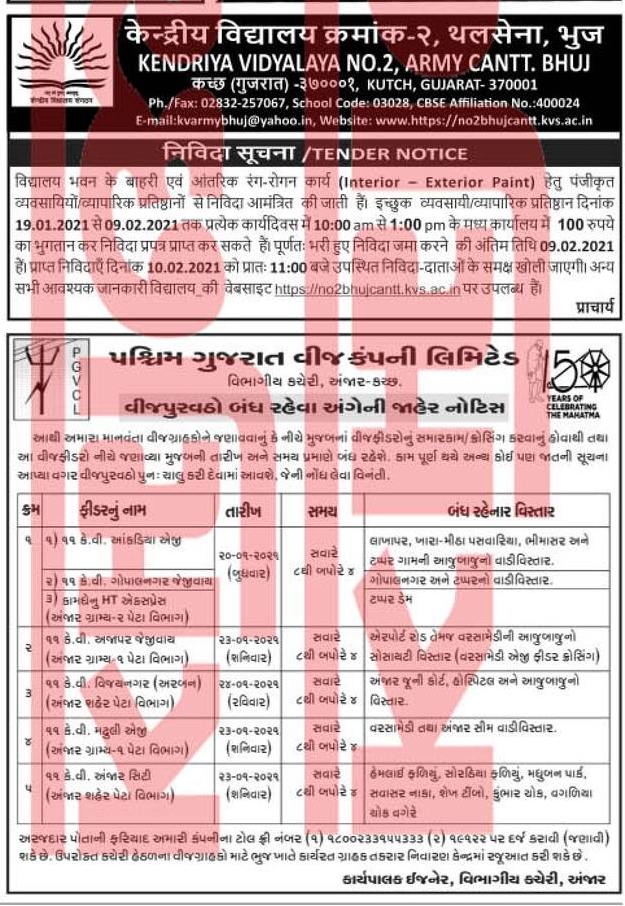 केन्द्रीय विद्यालय क्रमांक-२, थलसेना, भुज
KENDRIYA VIDYALAYA NO.2, ARMY CANTT. BHUJ
कच्छ (गुजरात) -३७०००१, KUTCH, GUJARAT- 370001
Ph./Fax: 02832-257067, School Code: 03028, CBSE Affiliation No.:400024
E-mail:kvarmybhuj@yahoo.in, Website: www.https://no2bhujcantt.kvs.ac.in
केन्द्रीय विद्यालय संगठन
निविदा सूचना /TENDER NOTICE
विद्यालय भवन के बाहरी एवं आंतरिक रंग-रोगन कार्य (Interior – Exterior Paint) हेतु पंजीकृत
व्यवसायियों/व्यापारिक प्रतिष्ठानों से निविदा आमंत्रित की जाती हैं। इच्छुक व्यवसायी/व्यापारिक प्रतिष्ठान दिनांक
19.01.2021 से 09.02.2021 तक प्रत्येक कार्यदिवस में 10:00 am से 1:00 pm के मध्य कार्यालय में 100 रुपये
का भुगतान कर निविदा प्रपत्र प्राप्त कर सकते हैं। पूर्णतः भरी हुए निविदा जमा करने की अंतिम तिथि 09.02.2021
हैं। प्राप्त निविदाएँ दिनांक 10.02.2021 को प्रातः 11:00 बजे उपस्थित निविदा-दाताओं के समक्ष खोली जाएगी। अन्य
सभी आवश्यक जानकारी विद्यालय की वेबसाइट https://no2bhujcantt.kvs.ac.in पर उपलब्ध हैं।
प्राचार्य
PGVCL
પશ્ચિમ ગુજરાત વીજકંપની લિમિટેડ
વિભાગીય કચેરી, અંજાર-કચ્છ.
વીજપુરવઠો બંધ રહેવા અંગેની જાહેર નોટિસ
150
YEARS OF
CELEBRATING
THE MAHATMA
આથી અમારા માનવંતા વીજગ્રાહકોને જણાવવાનું કે નીચે મુજબનાં વીજફીડરોનું સમારકામ/ ક્રોસિંગ કરવાનું હોવાથી તથા
આ વીજફીડરો નીચે જણાવ્યા મુજબની તારીખ અને સમય પ્રમાણે બંધ રહેશે. કામ પૂર્ણ થયે અન્ય કોઈ પણ જાતની સૂચના
આપ્યા વગર વીજપુરવઠો પુનઃ ચાલુ કરી દેવામાં આવશે, જેની નોંધ લેવા વિનંતી.
ક્રમ ફીડરનું નામ તારીખ સમય બંધ રહેનાર વિસ્તાર
૧ ૧) ૧૧ કે.વી. આંકડિયા એજી ૨૦-૦૧-૨૦૨૧ (બુધવાર) સવારે ૮થી બપોરે ૪ લાખાપર, ખારા-મીઠા પસવારિયા, ભીમાસર અને
ટપ્પર ગામની આજુબાજુનો વાડીવિસ્તાર.
૨) ૧૧ કે.વી. ગોપાલનગર જેજીવાય ગોપાલનગર અને ટપ્પરનો વાડીવિસ્તાર.
૩) કામધેનુ HT એક્સપ્રેસ ટપ્પર ડેમ
(અંજાર ગ્રામ્ય-૨ પેટા વિભાગ)
૨ ૧૧ કે.વી. અજાપર જેજીવાય ૨૩-૦૧-૨૦૨૧ સવારે એરપોર્ટ રોડ તેમજ વરસામેડીની આજુબાજુનો
(અંજાર ગ્રામ્ય-૧ પેટા વિભાગ) (શનિવાર) ૮થી બપોરે ૪ સોસાયટી વિસ્તાર (વરસામેડી એજી ફીડર ક્રોસિંગ)
૩ ૧૧ કે.વી. વિજયનગર (અરબન) ૨૪-૦૧-૨૦૨૧ સવારે અંજાર જૂની કોર્ટ, હોસ્પિટલ અને આજુબાજુનો
(અંજાર શહેર પેટા વિભાગ) (રવિવાર) ૮થી બપોરે ૪ વિસ્તાર.
૪ ૧૧ કે.વી. મઢુલી એજી ૨૩-૦૧-૨૦૨૧ સવારે વરસામેડી તથા અંજાર સીમ વાડીવિસ્તાર.
(અંજાર ગ્રામ્ય-૧ પેટા વિભાગ) (શનિવાર) ૮થી બપોરે ૪
૫ ૧૧ કે.વી. અંજાર સિટી ૨૩-૦૧-૨૦૨૧ સવારે હેમલાઈ ફળિયું, સોરઠિયા ફળિયું, મધુબન પાર્ક,
(અંજાર શહેર પેટા વિભાગ) (શનિવાર) ૮થી બપોરે ૪ સવાસર નાકા, શેખ ટીંબો, કુંભાર ચોક, વગળિયા
ચોક વગેરે
અરજદાર પોતાની ફરિયાદ અમારી કંપનીના ટોલ ફ્રી નંબર (૧) ૧૮૦૦૨૩૩૧૫૫૩૩૩ (૨) ૧૯૧૨૨ પર દર્જ કરાવી (જણાવી)
શકે છે. ઉપરોક્ત કચેરી હેઠળના વીજગ્રાહકો માટે ભુજ ખાતે કાર્યરત ગ્રાહક તકરાર નિવારણ કેન્દ્રમાં રજૂઆત કરી શકે છે.
કાર્યપાલક ઈજનેર, વિભાગીય કચેરી, અંજાર